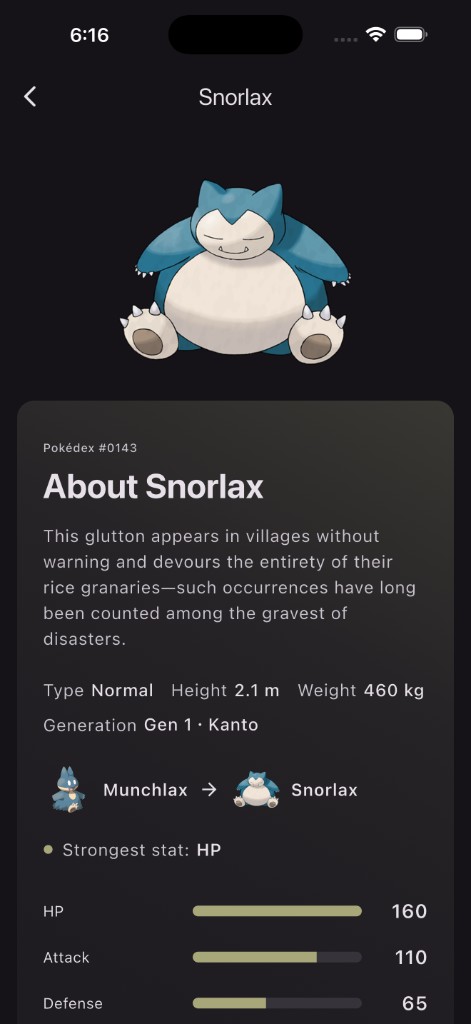 6:16
Snorlax
Pokédex #0143
About Snorlax
This glutton appears in villages without
warning and devours the entirety of their
rice granaries—such occurrences have long
been counted among the gravest of
disasters.
Type Normal Height 2.1 m Weight 460 kg
Generation Gen 1 · Kanto
Munchlax → Snorlax
Strongest stat: HP
HP 160
Attack 110
Defense 65